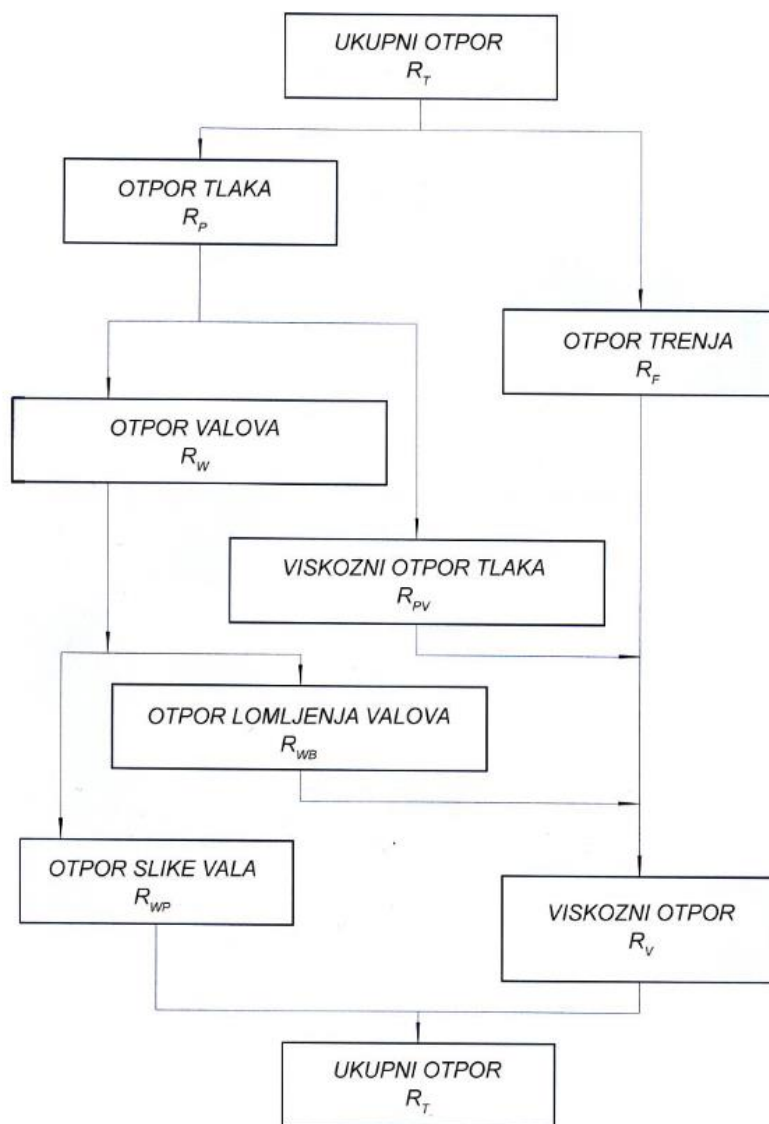 UKUPNI OTPOR
R_T
OTPOR TLAKA
R_P
OTPOR TRENJA
R_F
OTPOR VALOVA
R_W
VISKOZNI OTPOR TLAKA
R_PV
OTPOR LOMLJENJA VALOVA
R_WB
OTPOR SLIKE VALA
R_WP
VISKOZNI OTPOR
R_V
UKUPNI OTPOR
R_T